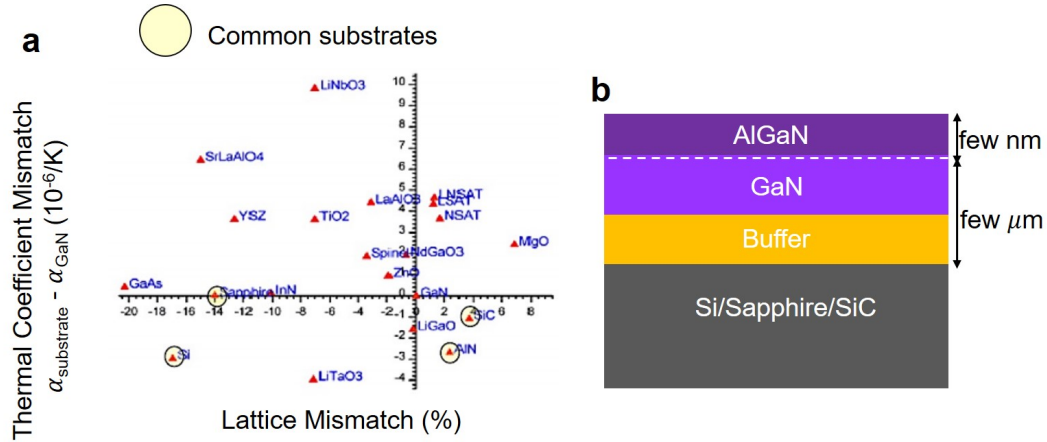 a
Common substrates
Thermal Coefficient Mismatch
αsubstrate - αGaN (10-6/K)
10
9
8
7
6
5
4
3
2
1
0
-1
-2
-3
-4
-20 -18 -16 -14 -12 -10 -8 -6 -4 -2 0 2 4 6 8
LiNbO3
SrLaAlO4
LNSAT
LaAlO3
LSAT
YSZ
TiO2
NSAT
MgO
Spinel
NdGaO3
ZnO
GaAs
Sapphire
InN
GaN
SiC
LiGaO
Si
AlN
LiTaO3
Lattice Mismatch (%)
b
AlGaN
few nm
GaN
few μm
Buffer
Si/Sapphire/SiC